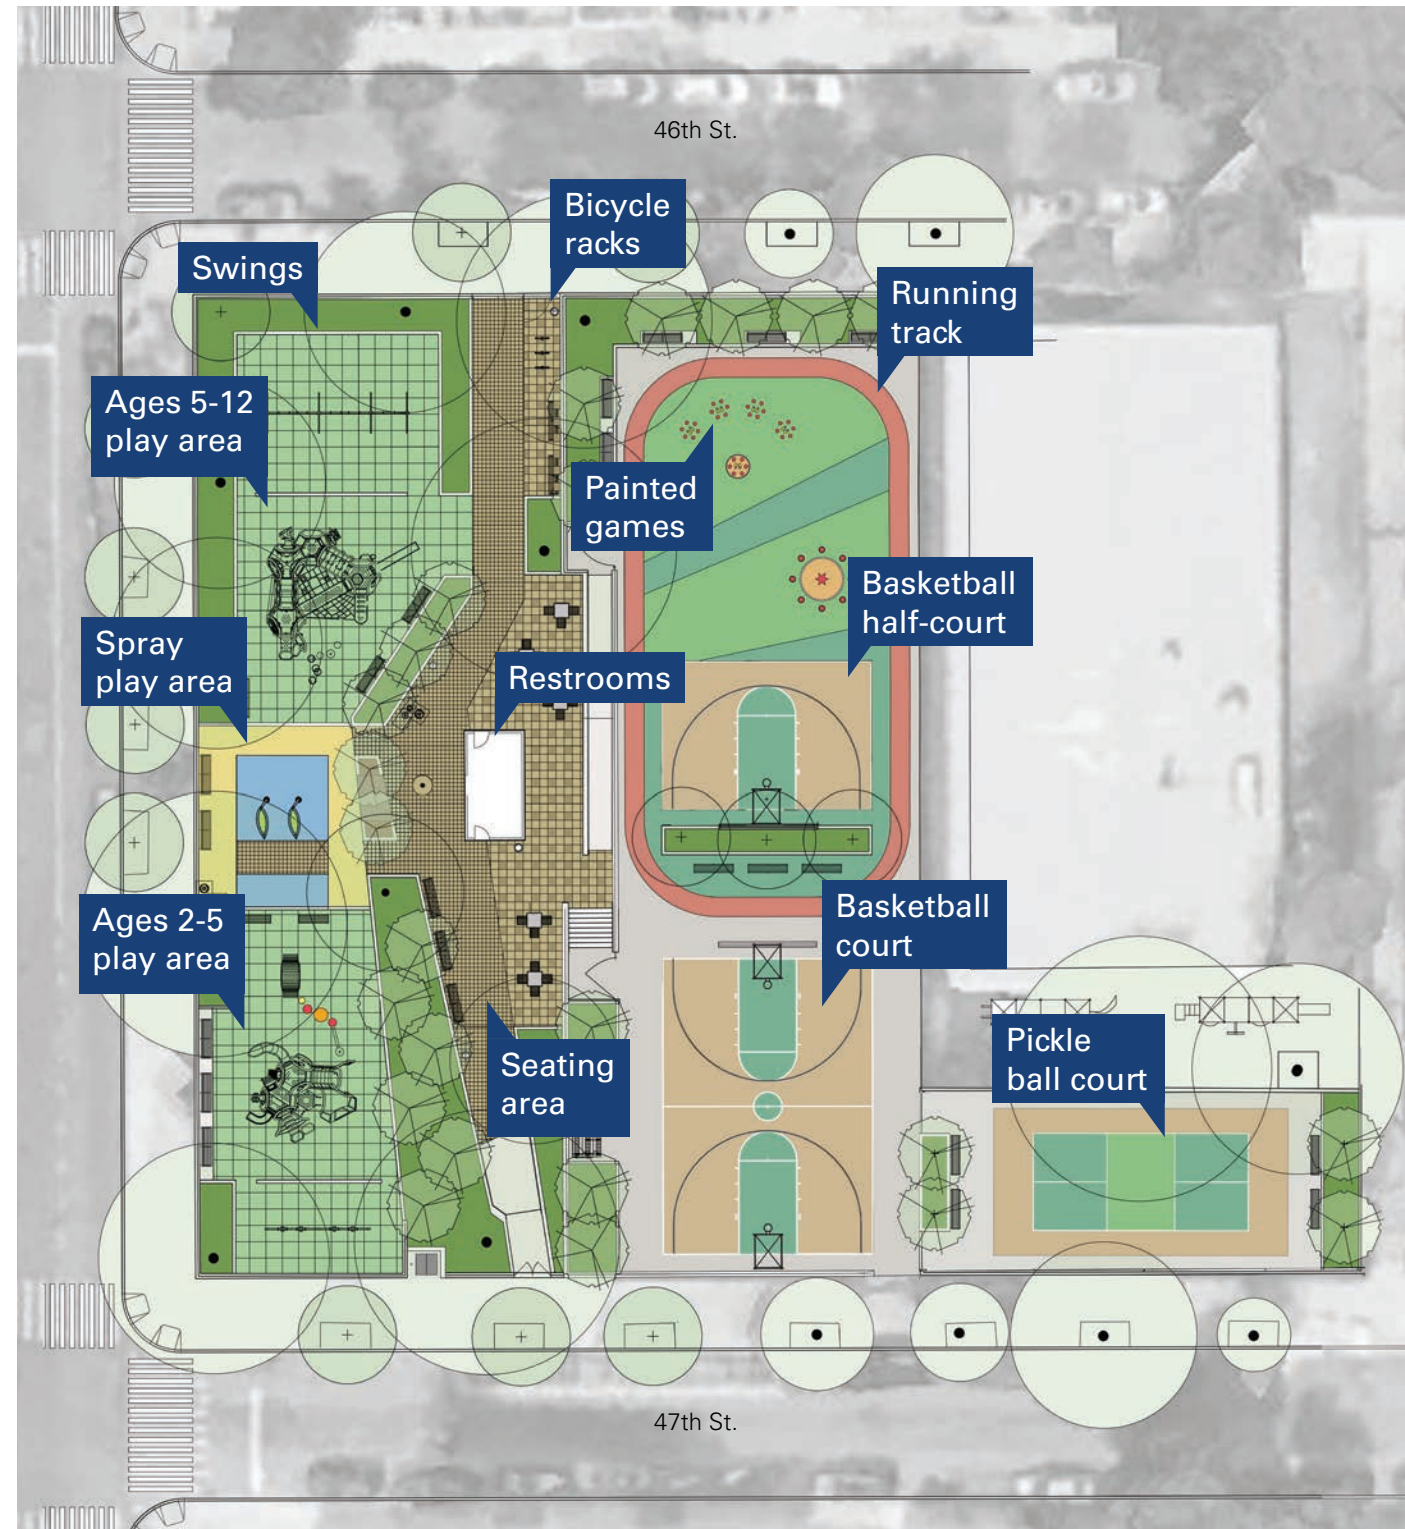 46th St.
Bicycle
racks
Swings
Running
track
Ages 5-12
play area
Painted
games
Basketball
half-court
Spray
play area
Restrooms
Ages 2-5
play area
Basketball
court
Pickle
ball court
Seating
area
47th St.